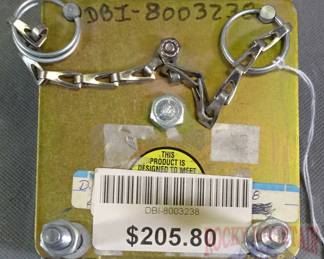 DBI-8003238
THIS
PRODUCT IS
DESIGNED TO MEET
DBI-8003238
$205.80